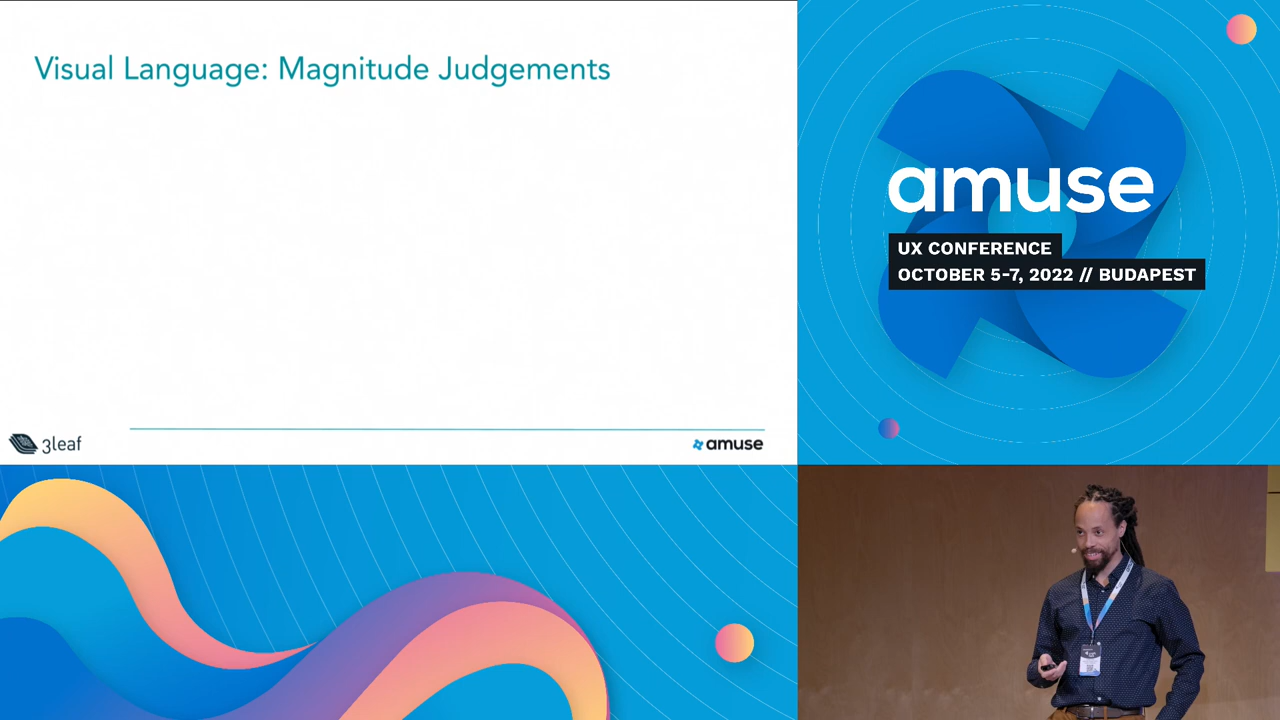 Visual Language: Magnitude Judgements
3leaf
amuse
amuse
UX CONFERENCE
OCTOBER 5-7, 2022 // BUDAPEST